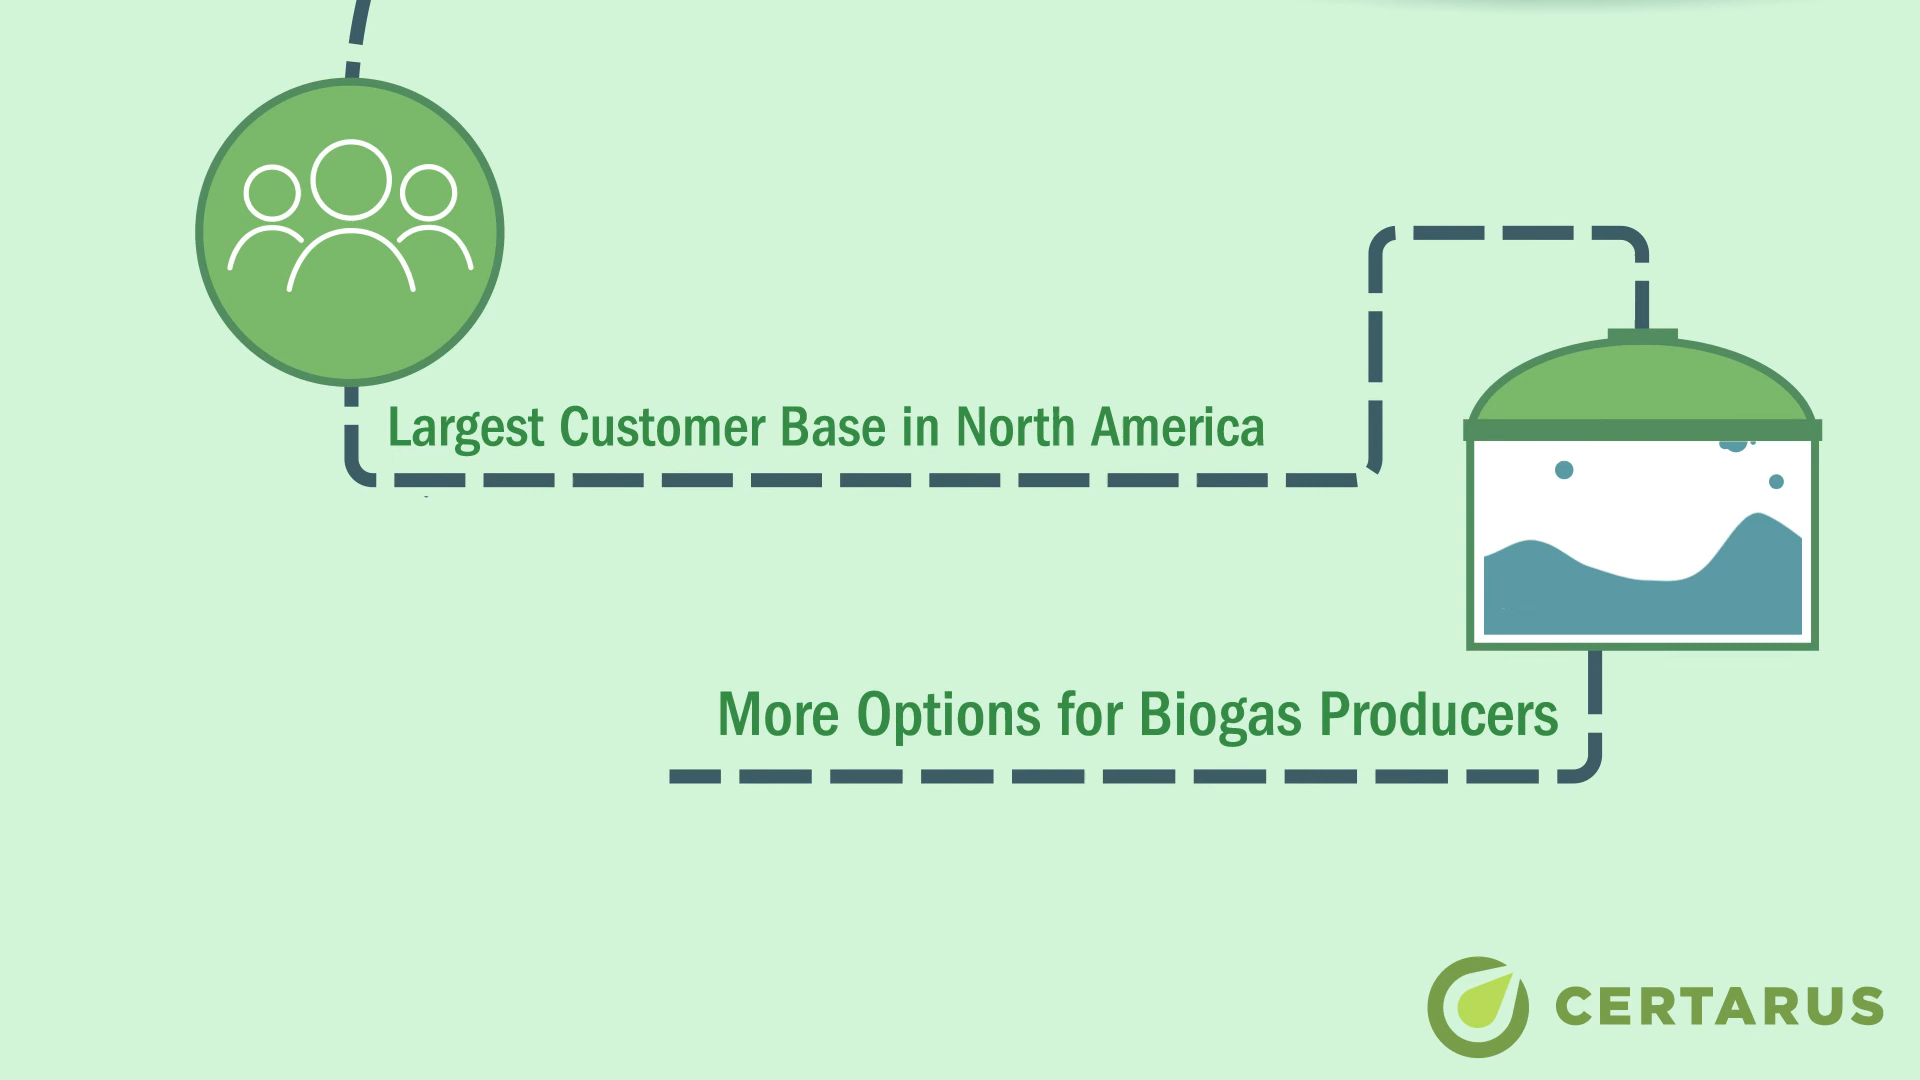 Largest Customer Base in North America
More Options for Biogas Producers
CERTARUS